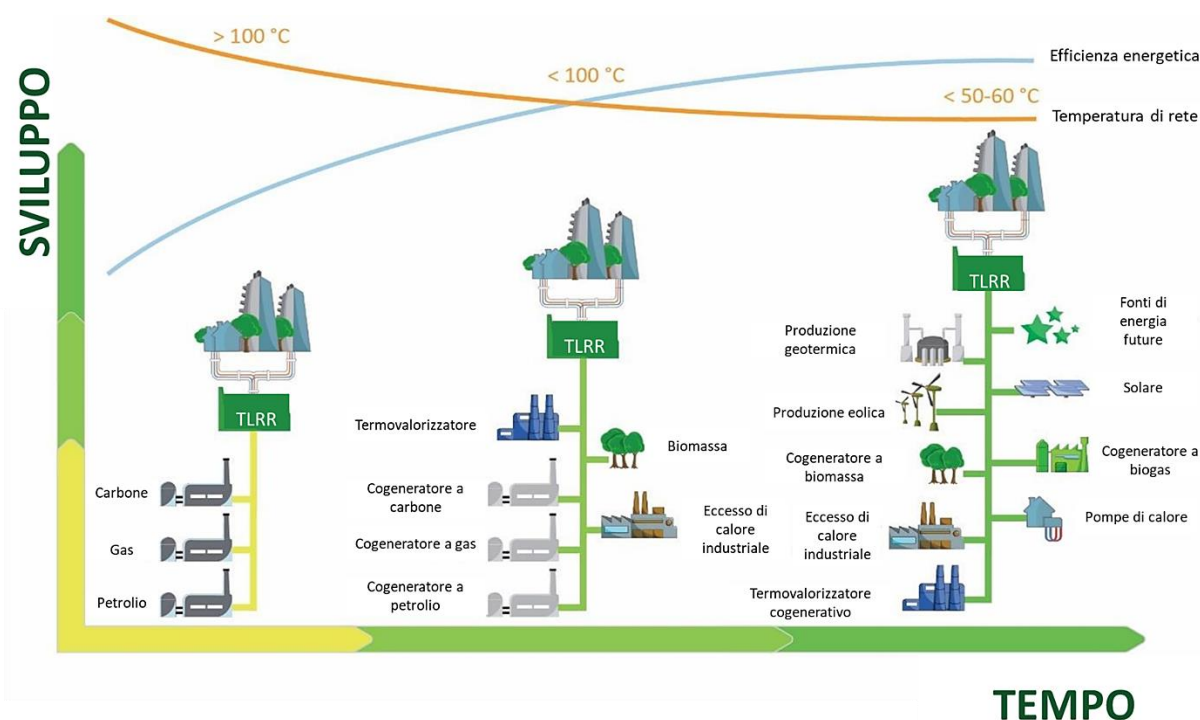 > 100 °C
< 100 °C
< 50-60 °C
Efficienza energetica
Temperatura di rete
SVILUPPO
TLRR
Carbone
Gas
Petrolio
TLRR
Termovalorizzatore
Biomassa
Cogeneratore a
carbone
Eccesso di
calore
industriale
Cogeneratore a gas
Cogeneratore a
petrolio
TLRR
Produzione
geotermica
Fonti di
energia
future
Produzione eolica
Solare
Cogeneratore a
biomassa
Cogeneratore a
biogas
Eccesso di
calore
industriale
Pompe di calore
Termovalorizzatore
cogenerativo
TEMPO